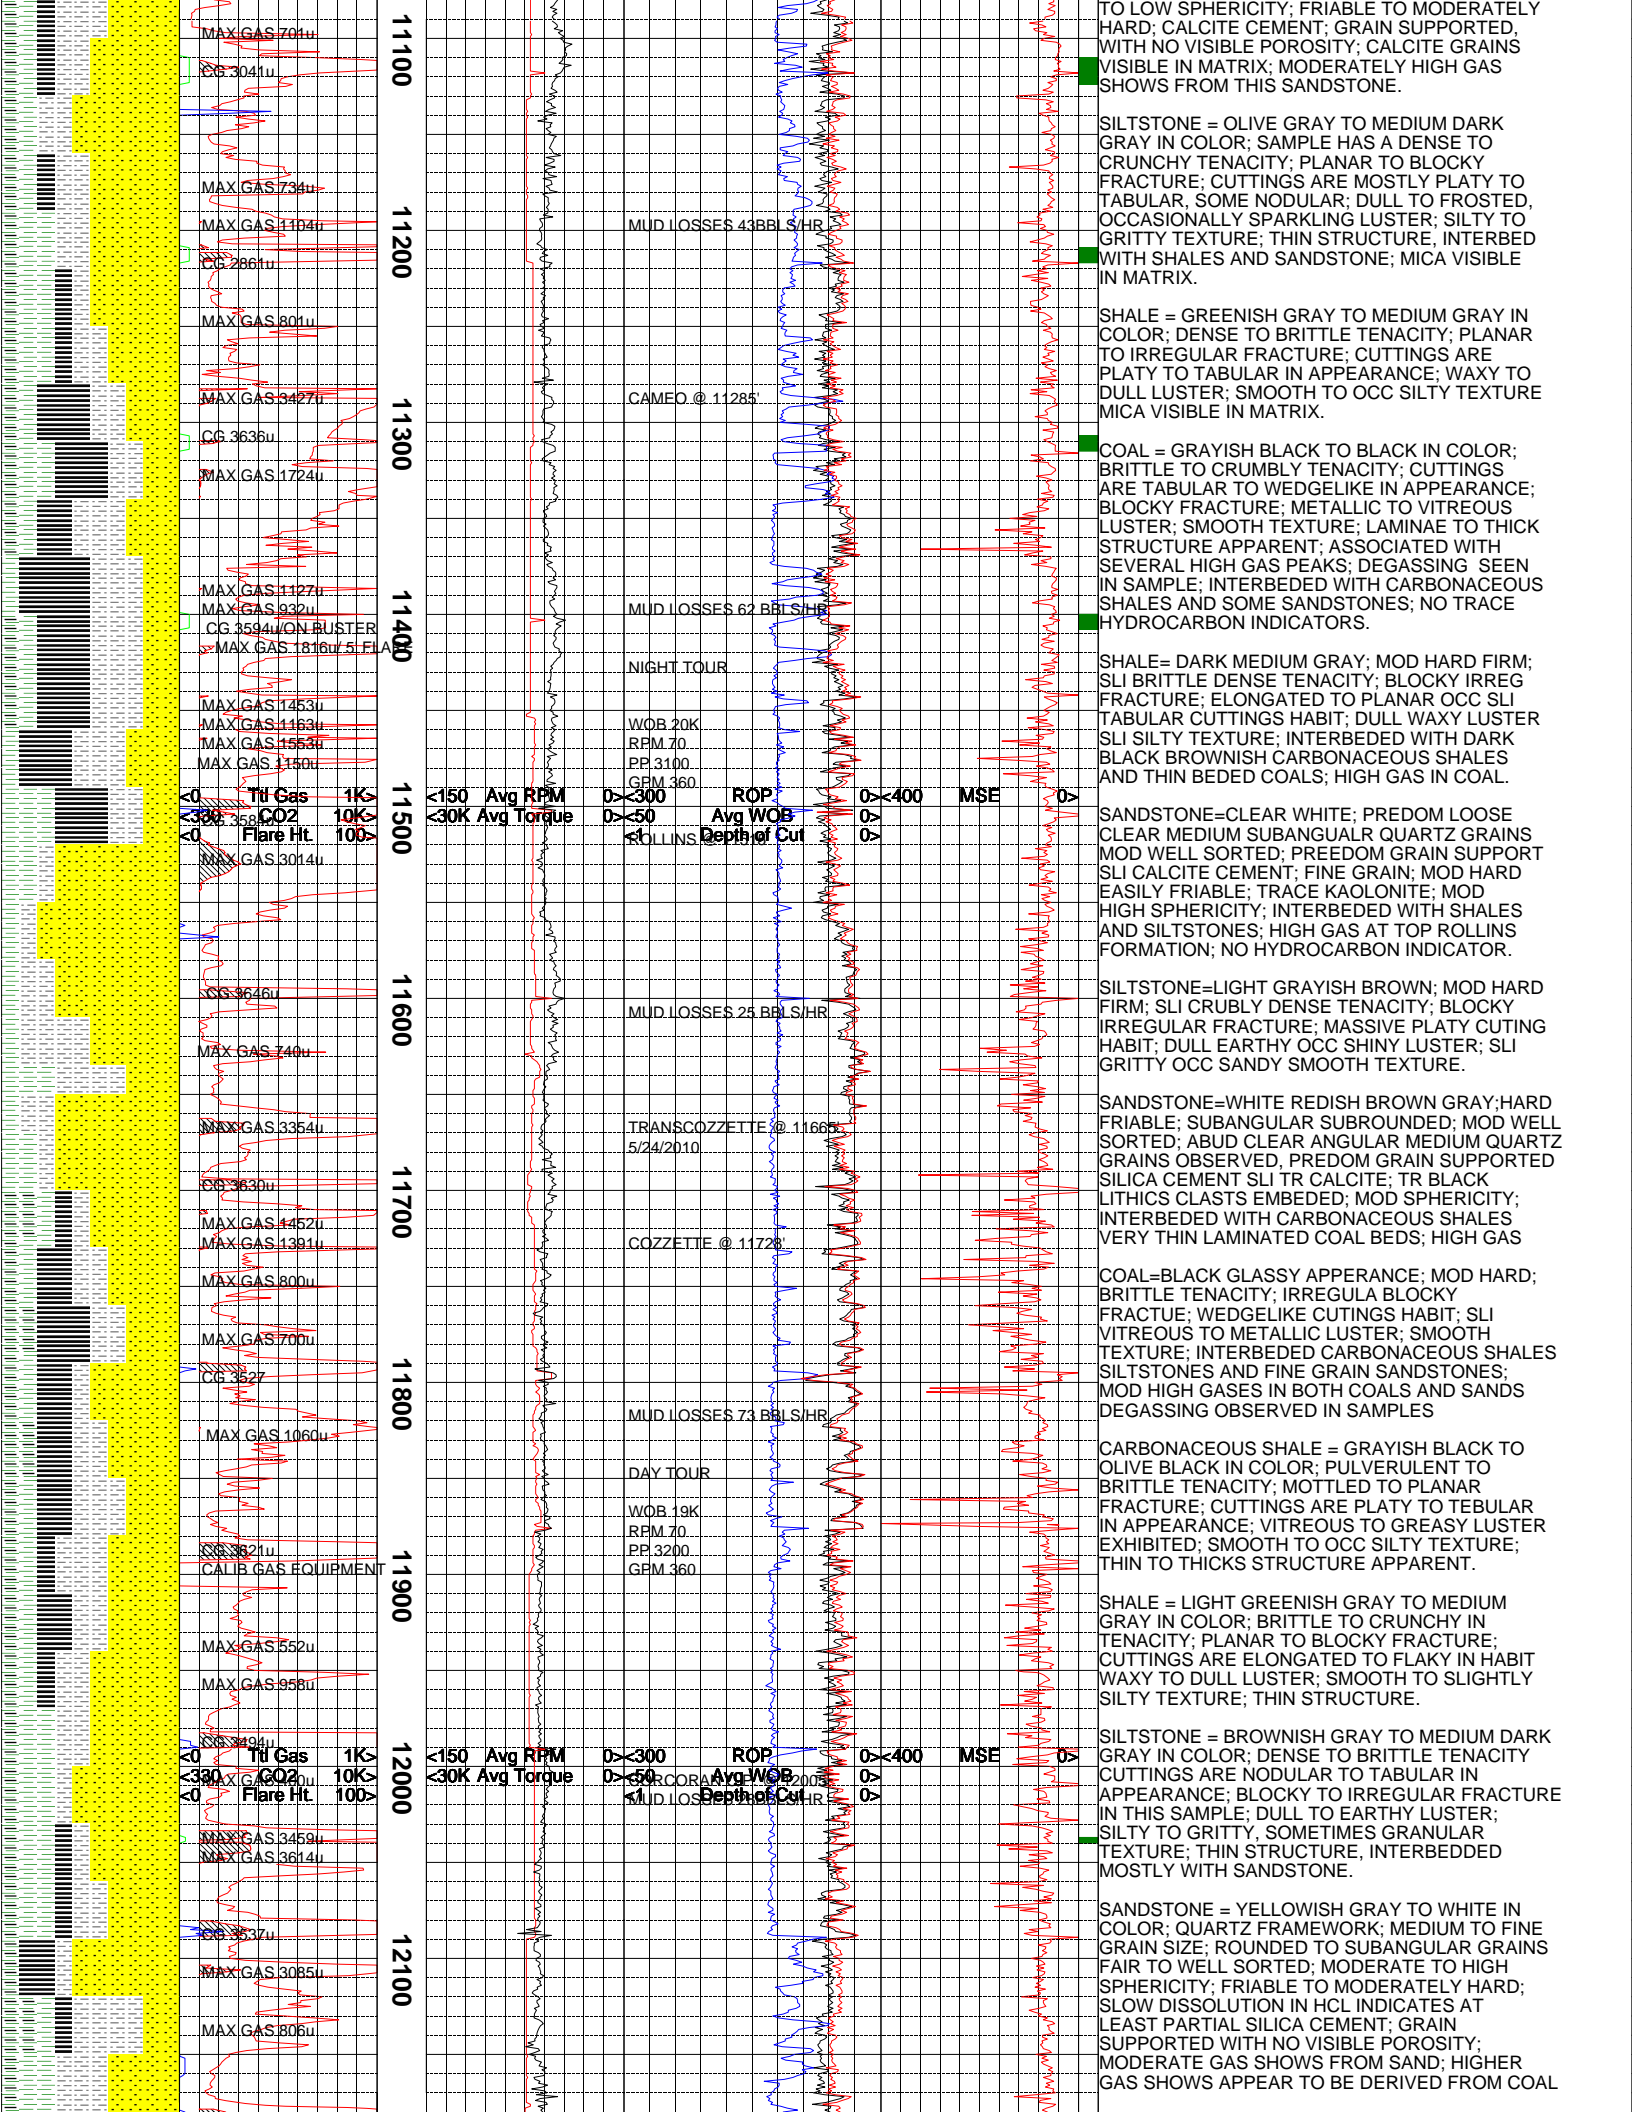 MAX GAS 701u
CG 3041u
MAX GAS 734u
MAX GAS 1104u
CG 2861u
MAX GAS 801u
MAX GAS 3427u
CG 3636u
MAX GAS 1724u
MAX GAS 1127u
MAX GAS 932u
CG 3594u/ON BUSTER
MAX GAS 1816u/ 5' FLARE
MAX GAS 1453u
MAX GAS 1163u
MAX GAS 1553u
MAX GAS 1150u
<0 Ttl Gas 1K>
<330 CO2 10K>
<0 Flare Ht. 100>
MAX GAS 3014u
CG 3646u
MAX GAS 740u
MAX GAS 3354u
CG 3630u
MAX GAS 1452u
MAX GAS 1391u
MAX GAS 800u
MAX GAS 700u
CG 3527
MAX GAS 1060u
CG 3621u
CALIB GAS EQUIPMENT
MAX GAS 552u
MAX GAS 958u
CG 3494u
<0 Ttl Gas 1K>
<330 CO2 10K>
<0 Flare Ht. 100>
MAX GAS 3459u
MAX GAS 3614u
CG 3537u
MAX GAS 3085u
MAX GAS 806u
11100
11200
11300
11400
11500
11600
11700
11800
11900
12000
12100
MUD LOSSES 43BBLS/HR
CAMEO @ 11285'
MUD LOSSES 62 BBLS/HR
NIGHT TOUR
WOB 20K
RPM 70
PP 3100
GPM 360
<150 Avg RPM 0><300 ROP 0><400 MSE 0>
<30K Avg Torque 0><50 Avg WOB 0>
<1 Depth of Cut 0>
ROLLINS @
MUD LOSSES 25 BBLS/HR
TRANSCOZZETTE @ 11665
5/24/2010
COZZETTE @ 11728'
MUD LOSSES 73 BBLS/HR
DAY TOUR
WOB 19K
RPM 70
PP 3200
GPM 360
<150 Avg RPM 0><300 ROP 0><400 MSE 0>
<30K Avg Torque 0><50 Avg WOB 0>
<1 Depth of Cut 0>
CORCORAN @ 12005'
MUD LOSSES BBLS/HR
TO LOW SPHERICITY; FRIABLE TO MODERATELY
HARD; CALCITE CEMENT; GRAIN SUPPORTED,
WITH NO VISIBLE POROSITY; CALCITE GRAINS
VISIBLE IN MATRIX; MODERATELY HIGH GAS
SHOWS FROM THIS SANDSTONE.
SILTSTONE = OLIVE GRAY TO MEDIUM DARK
GRAY IN COLOR; SAMPLE HAS A DENSE TO
CRUNCHY TENACITY; PLANAR TO BLOCKY
FRACTURE; CUTTINGS ARE MOSTLY PLATY TO
TABULAR, SOME NODULAR; DULL TO FROSTED,
OCCASIONALLY SPARKLING LUSTER; SILTY TO
GRITTY TEXTURE; THIN STRUCTURE, INTERBED
WITH SHALES AND SANDSTONE; MICA VISIBLE
IN MATRIX.
SHALE = GREENISH GRAY TO MEDIUM GRAY IN
COLOR; DENSE TO BRITTLE TENACITY; PLANAR
TO IRREGULAR FRACTURE; CUTTINGS ARE
PLATY TO TABULAR IN APPEARANCE; WAXY TO
DULL LUSTER; SMOOTH TO OCC SILTY TEXTURE
MICA VISIBLE IN MATRIX.
COAL = GRAYISH BLACK TO BLACK IN COLOR;
BRITTLE TO CRUMBLY TENACITY; CUTTINGS
ARE TABULAR TO WEDGELIKE IN APPEARANCE;
BLOCKY FRACTURE; METALLIC TO VITREOUS
LUSTER; SMOOTH TEXTURE; LAMINAE TO THICK
STRUCTURE APPARENT; ASSOCIATED WITH
SEVERAL HIGH GAS PEAKS; DEGASSING SEEN
IN SAMPLE; INTERBEDED WITH CARBONACEOUS
SHALES AND SOME SANDSTONES; NO TRACE
HYDROCARBON INDICATORS.
SHALE= DARK MEDIUM GRAY; MOD HARD FIRM;
SLI BRITTLE DENSE TENACITY; BLOCKY IRREG
FRACTURE; ELONGATED TO PLANAR OCC SLI
TABULAR CUTTINGS HABIT; DULL WAXY LUSTER
SLI SILTY TEXTURE; INTERBEDED WITH DARK
BLACK BROWNISH CARBONACEOUS SHALES
AND THIN BEDED COALS; HIGH GAS IN COAL.
SANDSTONE=CLEAR WHITE; PREDOM LOOSE
CLEAR MEDIUM SUBANGUALR QUARTZ GRAINS
MOD WELL SORTED; PREEDOM GRAIN SUPPORT
SLI CALCITE CEMENT; FINE GRAIN; MOD HARD
EASILY FRIABLE; TRACE KAOLONITE; MOD
HIGH SPHERICITY; INTERBEDED WITH SHALES
AND SILTSTONES; HIGH GAS AT TOP ROLLINS
FORMATION; NO HYDROCARBON INDICATOR.
SILTSTONE=LIGHT GRAYISH BROWN; MOD HARD
FIRM; SLI CRUBLY DENSE TENACITY; BLOCKY
IRREGULAR FRACTURE; MASSIVE PLATY CUTING
HABIT; DULL EARTHY OCC SHINY LUSTER; SLI
GRITTY OCC SANDY SMOOTH TEXTURE.
SANDSTONE=WHITE REDISH BROWN GRAY;HARD
FRIABLE; SUBANGULAR SUBROUNDED; MOD WELL
SORTED; ABUD CLEAR ANGULAR MEDIUM QUARTZ
GRAINS OBSERVED, PREDOM GRAIN SUPPORTED
SILICA CEMENT SLI TR CALCITE; TR BLACK
LITHICS CLASTS EMBEDED; MOD SPHERICITY;
INTERBEDED WITH CARBONACEOUS SHALES
VERY THIN LAMINATED COAL BEDS; HIGH GAS
COAL=BLACK GLASSY APPERANCE; MOD HARD;
BRITTLE TENACITY; IRREGULA BLOCKY
FRACTUE; WEDGELIKE CUTINGS HABIT; SLI
VITREOUS TO METALLIC LUSTER; SMOOTH
TEXTURE; INTERBEDED CARBONACEOUS SHALES
SILTSTONES AND FINE GRAIN SANDSTONES;
MOD HIGH GASES IN BOTH COALS AND SANDS
DEGASSING OBSERVED IN SAMPLES
CARBONACEOUS SHALE = GRAYISH BLACK TO
OLIVE BLACK IN COLOR; PULVERULENT TO
BRITTLE TENACITY; MOTTLED TO PLANAR
FRACTURE; CUTTINGS ARE PLATY TO TEBULAR
IN APPEARANCE; VITREOUS TO GREASY LUSTER
EXHIBITED; SMOOTH TO OCC SILTY TEXTURE;
THIN TO THICKS STRUCTURE APPARENT.
SHALE = LIGHT GREENISH GRAY TO MEDIUM
GRAY IN COLOR; BRITTLE TO CRUNCHY IN
TENACITY; PLANAR TO BLOCKY FRACTURE;
CUTTINGS ARE ELONGATED TO FLAKY IN HABIT
WAXY TO DULL LUSTER; SMOOTH TO SLIGHTLY
SILTY TEXTURE; THIN STRUCTURE.
SILTSTONE = BROWNISH GRAY TO MEDIUM DARK
GRAY IN COLOR; DENSE TO BRITTLE TENACITY
CUTTINGS ARE NODULAR TO TABULAR IN
APPEARANCE; BLOCKY TO IRREGULAR FRACTURE
IN THIS SAMPLE; DULL TO EARTHY LUSTER;
SILTY TO GRITTY, SOMETIMES GRANULAR
TEXTURE; THIN STRUCTURE, INTERBEDDED
MOSTLY WITH SANDSTONE.
SANDSTONE = YELLOWISH GRAY TO WHITE IN
COLOR; QUARTZ FRAMEWORK; MEDIUM TO FINE
GRAIN SIZE; ROUNDED TO SUBANGULAR GRAINS
FAIR TO WELL SORTED; MODERATE TO HIGH
SPHERICITY; FRIABLE TO MODERATELY HARD;
SLOW DISSOLUTION IN HCL INDICATES AT
LEAST PARTIAL SILICA CEMENT; GRAIN
SUPPORTED WITH NO VISIBLE POROSITY;
MODERATE GAS SHOWS FROM SAND; HIGHER
GAS SHOWS APPEAR TO BE DERIVED FROM COAL